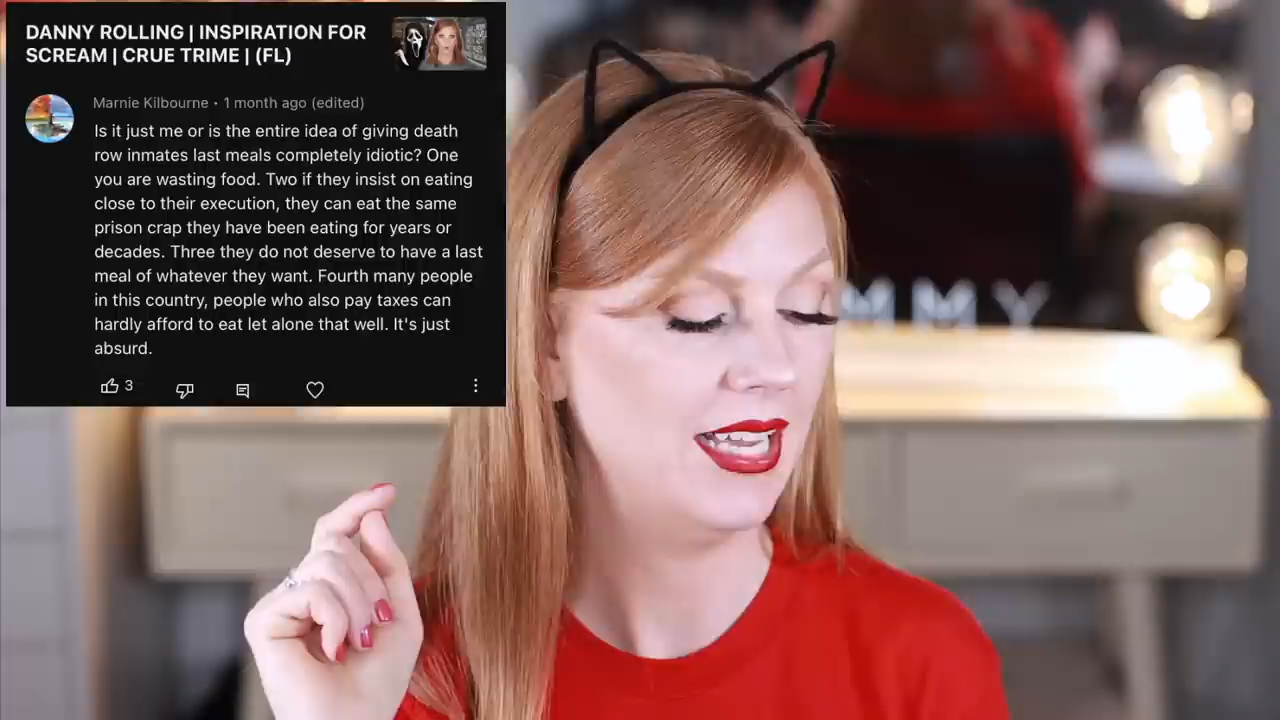 DANNY ROLLING | INSPIRATION FOR
SCREAM | CRUE TRIME | (FL)
Marnie Kilbourne • 1 month ago (edited)
Is it just me or is the entire idea of giving death
row inmates last meals completely idiotic? One
you are wasting food. Two if they insist on eating
close to their execution, they can eat the same
prison crap they have been eating for years or
decades. Three they do not deserve to have a last
meal of whatever they want. Fourth many people
in this country, people who also pay taxes can
hardly afford to eat let alone that well. It's just
absurd.
3
MMY